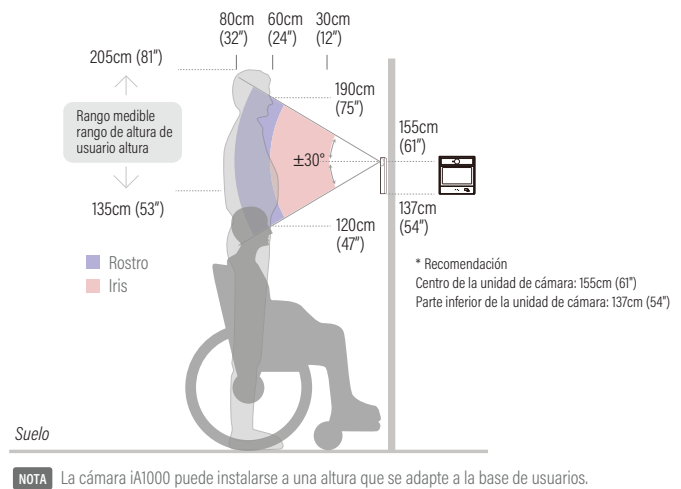 80cm 60cm 30cm
(32") (24") (12")
205cm (81")
190cm
(75")
Rango medible
rango de altura de
usuario altura
155cm
(61")
±30°
135cm (53")
137cm
(54")
120cm
(47")
Rostro
Iris
* Recomendación
Centro de la unidad de cámara: 155cm (61")
Parte inferior de la unidad de cámara: 137cm (54")
Suelo
NOTA La cámara iA1000 puede instalarse a una altura que se adapte a la base de usuarios.